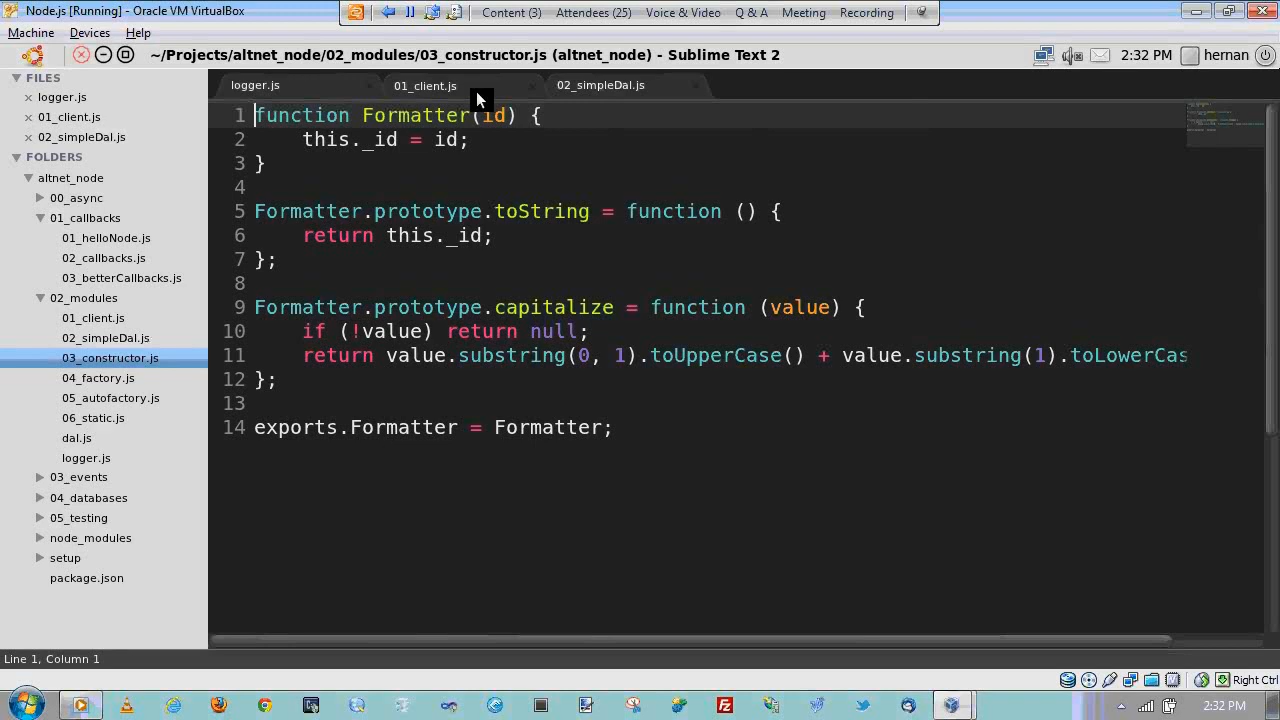 Node.js [Running] - Oracle VM VirtualBox
Content (3) Attendees (25) Voice & Video Q & A Meeting Recording
Machine Devices Help
~/Projects/altnet_node/02_modules/03_constructor.js (altnet_node) - Sublime Text 2
2:32 PM hernan
FILES
logger.js
01_client.js
02_simpleDal.js
FOLDERS
altnet_node
00_async
01_callbacks
01_helloNode.js
02_callbacks.js
03_betterCallbacks.js
02_modules
01_client.js
02_simpleDal.js
03_constructor.js
04_factory.js
05_autofactory.js
06_static.js
dal.js
logger.js
03_events
04_databases
05_testing
node_modules
setup
package.json
logger.js 01_client.js 02_simpleDal.js
1 function Formatter(id) {
2 this._id = id;
3 }
4
5 Formatter.prototype.toString = function () {
6 return this._id;
7 };
8
9 Formatter.prototype.capitalize = function (value) {
10 if (!value) return null;
11 return value.substring(0, 1).toUpperCase() + value.substring(1).toLowerCas
12 };
13
14 exports.Formatter = Formatter;
Line 1, Column 1
Right Ctrl
2:32 PM